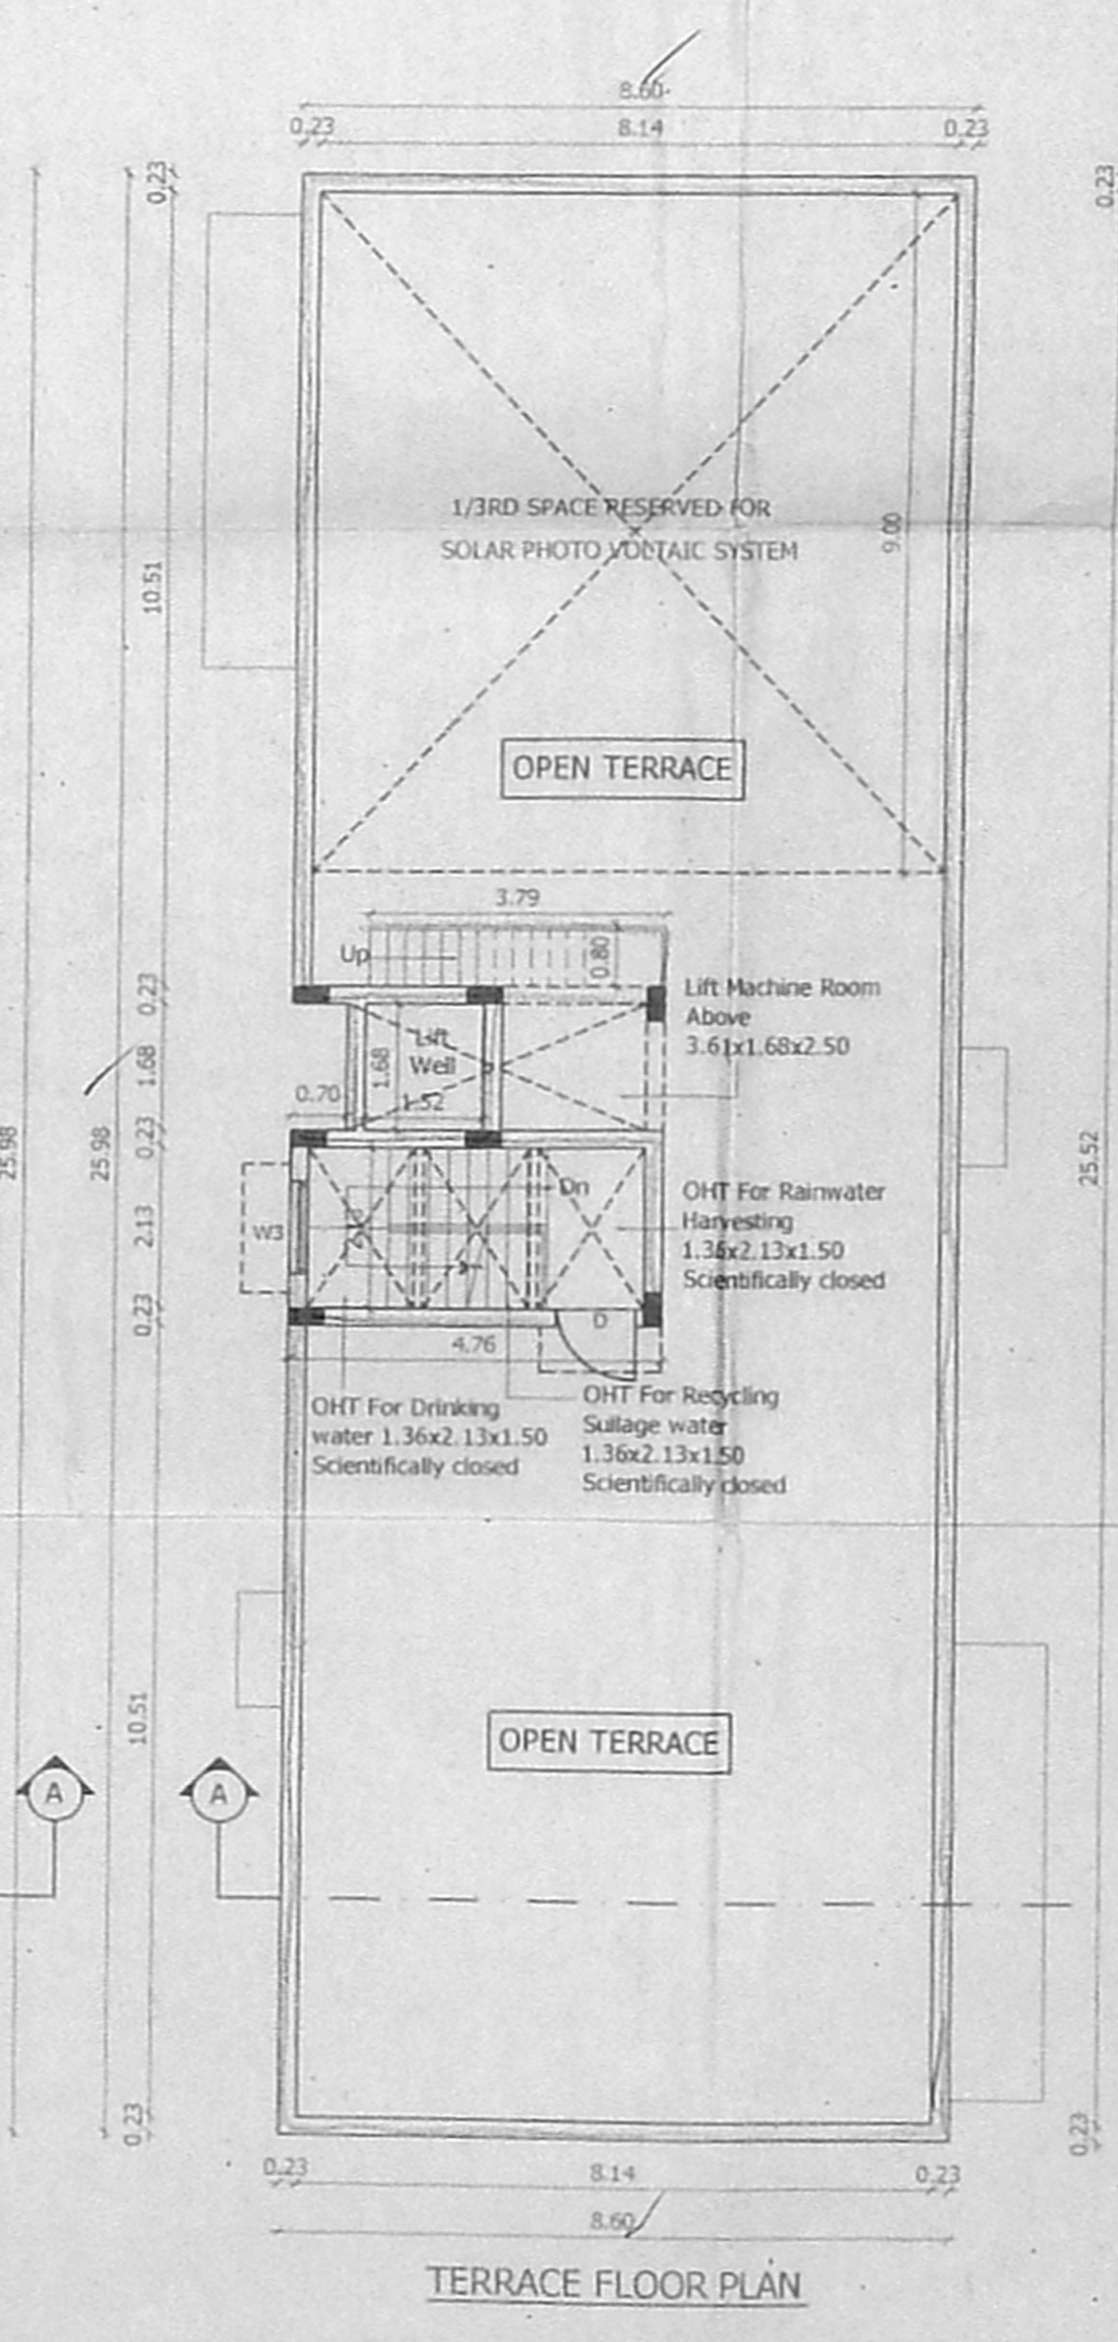 8.60
0.23 8.14 0.23
0.23
0.23
1/3RD SPACE RESERVED FOR
SOLAR PHOTO VOLTAIC SYSTEM
9.00
10.51
OPEN TERRACE
3.79
Up
0.80
0.23
Lift Machine Room
Above
3.61x1.68x2.50
Lift
Well
1.68
1.68
0.70
1.52
0.23
25.98
25.98
25.52
Dn
W3
2.13
OHT For Rainwater
Harvesting
1.36x2.13x1.50
Scientifically closed
0.23
D
4.76
OHT For Drinking
water 1.36x2.13x1.50
Scientifically closed
OHT For Recycling
Sullage water
1.36x2.13x1.50
Scientifically closed
10.51
OPEN TERRACE
A
A
0.23
0.23
0.23 8.14 0.23
8.60
TERRACE FLOOR PLAN